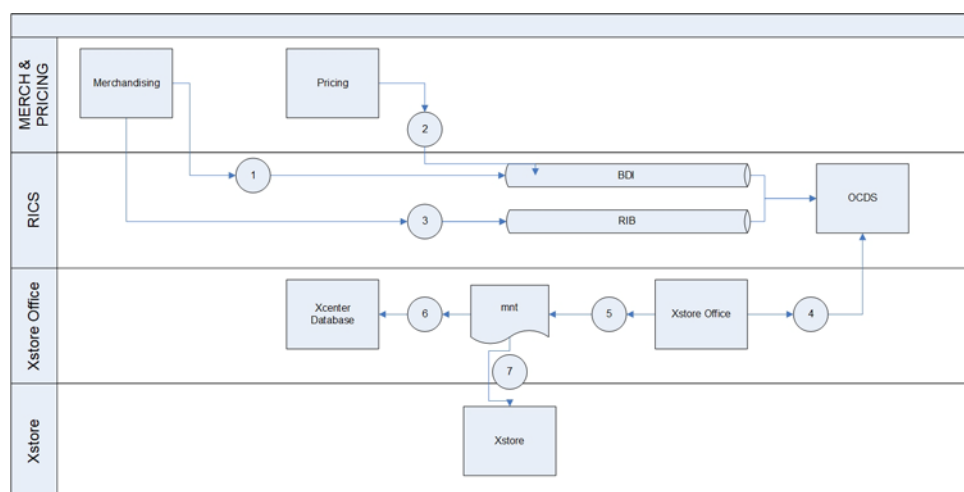 MERCH &
PRICING
Merchandising
Pricing
2
RICS
1
BDI
3
RIB
OCDS
Xstore Office
Xcenter
Database
6
mnt
5
Xstore Office
4
7
Xstore
Xstore